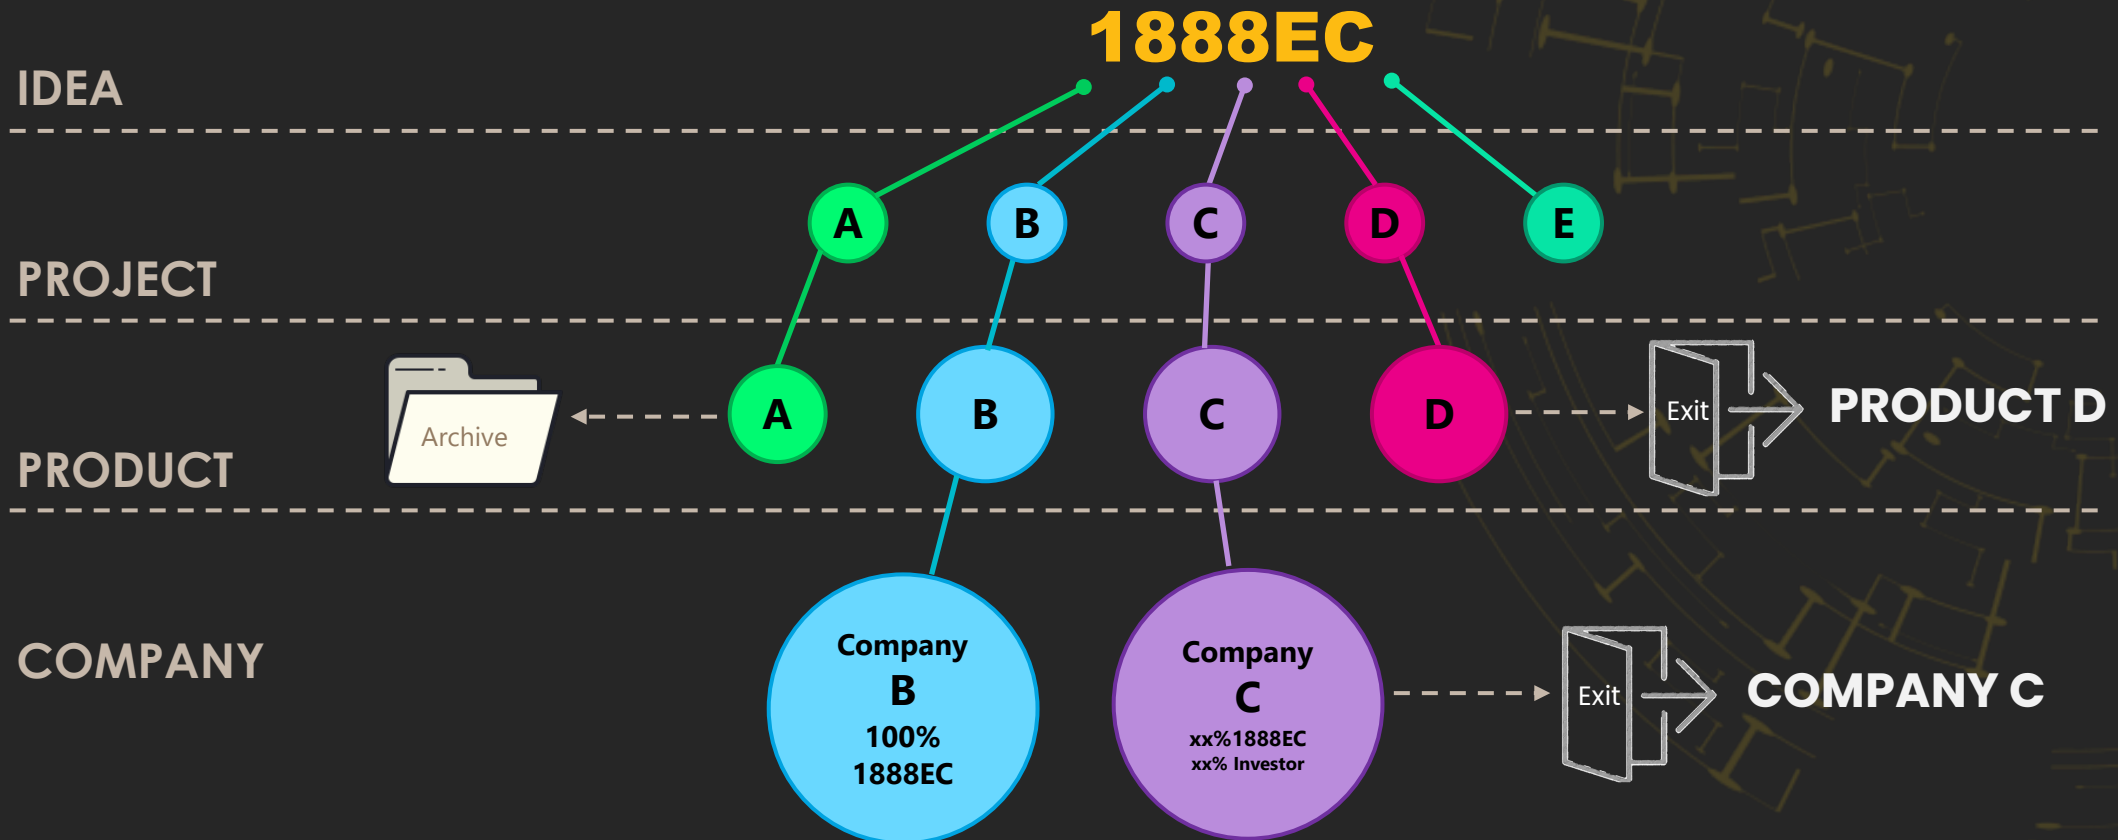 1888EC
IDEA
A
B
C
D
E
PROJECT
Archive
A
B
C
D
Exit
PRODUCT D
PRODUCT
COMPANY
Company
B
100%
1888EC
Company
C
xx%1888EC
xx% Investor
Exit
COMPANY C